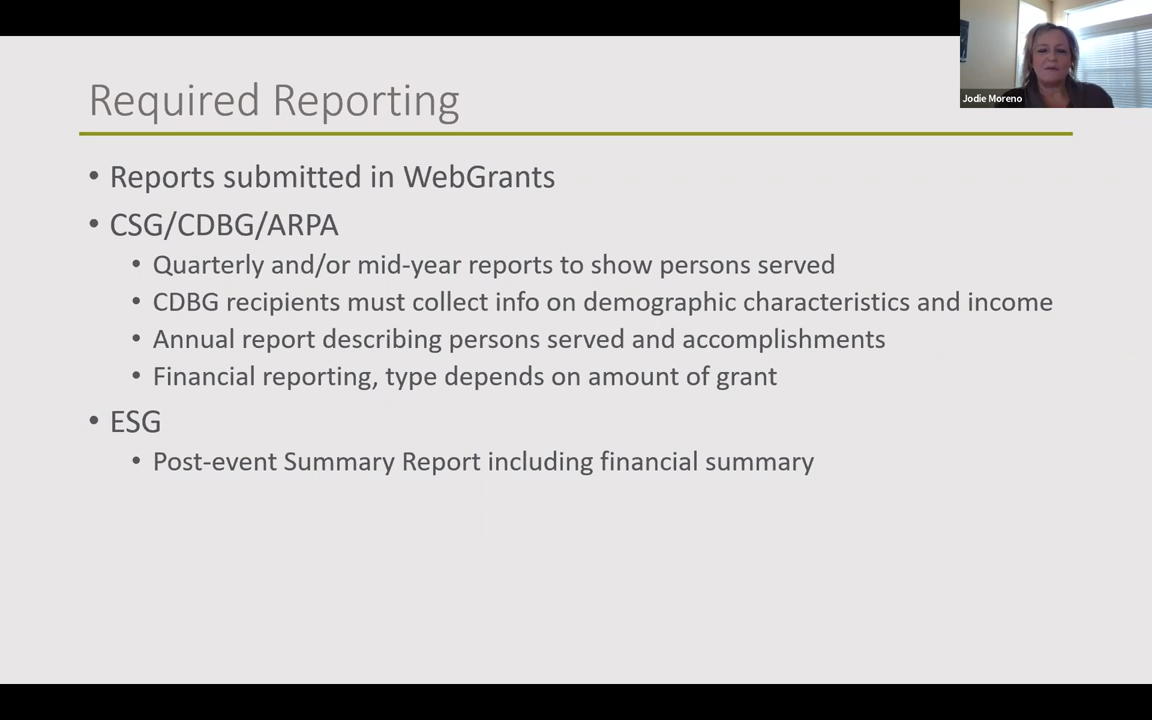 Required Reporting
Jodie Moreno
• Reports submitted in WebGrants
• CSG/CDBG/ARPA
• Quarterly and/or mid-year reports to show persons served
• CDBG recipients must collect info on demographic characteristics and income
• Annual report describing persons served and accomplishments
• Financial reporting, type depends on amount of grant
• ESG
• Post-event Summary Report including financial summary